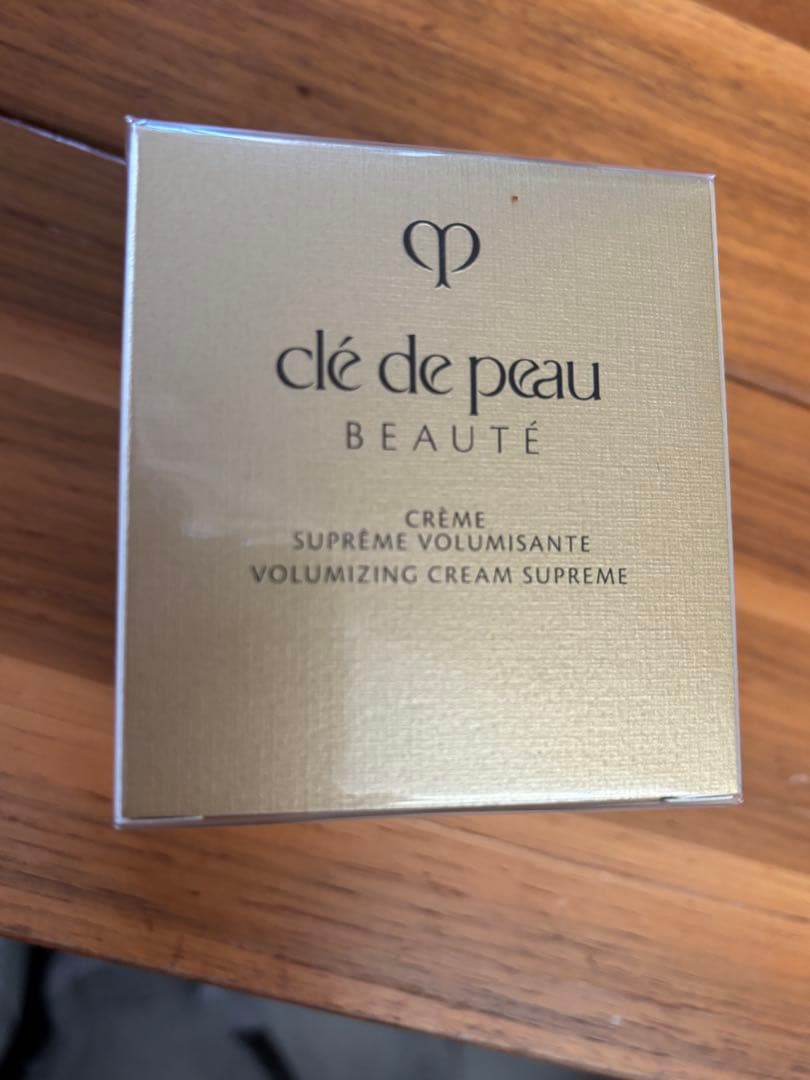 clé de peau
BEAUTÉ
CRÈME
SUPRÊME VOLUMISANTE
VOLUMIZING CREAM SUPREME